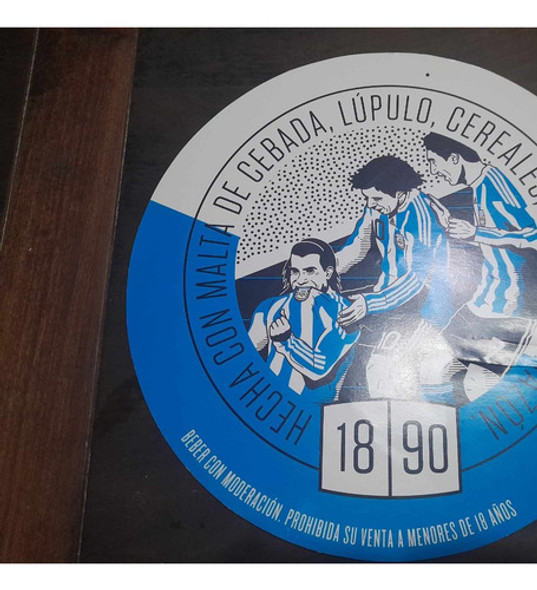 HECHA CON MALTA DE CEBADA, LÚPULO, CEREALES
18 90
BEBER CON MODERACIÓN. PROHIBIDA SU VENTA A MENORES DE 18 AÑOS